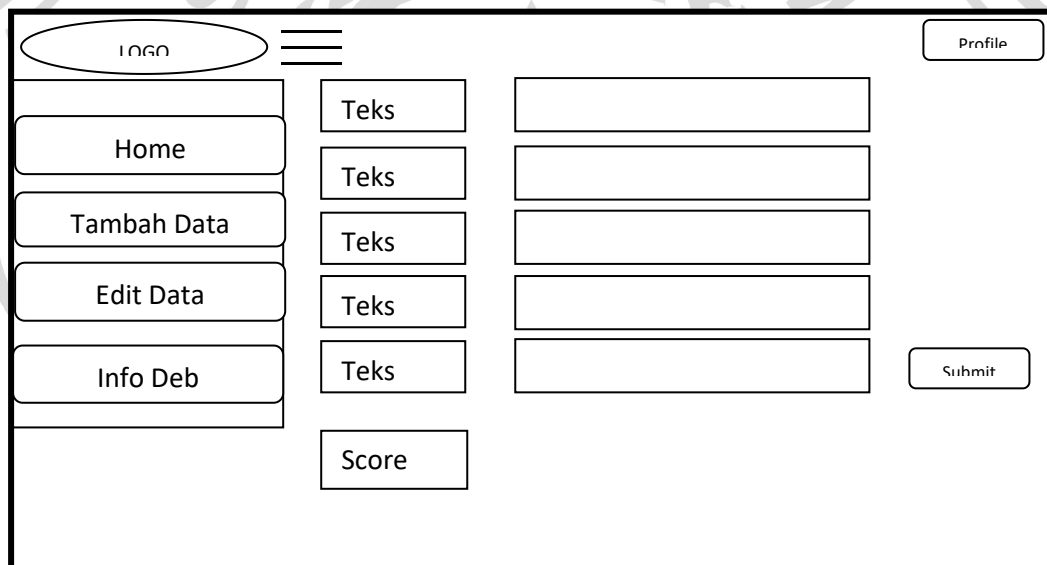 LOGO
Profile
Home
Tambah Data
Edit Data
Info Deb
Teks
Teks
Teks
Teks
Teks
Submit
Score